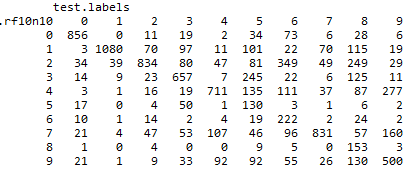 test.labels
.rf10n10 0 1 2 3 4 5 6 7 8 9
0 856 0 11 19 2 34 73 6 28 6
1 3 1080 70 97 11 101 22 70 115 19
2 34 39 834 80 47 81 349 49 249 29
3 14 9 23 657 7 245 22 6 125 11
4 3 1 16 19 711 135 111 37 87 277
5 17 0 4 50 1 130 3 1 6 2
6 10 1 14 2 4 19 222 2 24 2
7 21 4 47 53 107 46 96 831 57 160
8 1 0 4 0 0 9 5 0 153 3
9 21 1 9 33 92 92 55 26 130 500